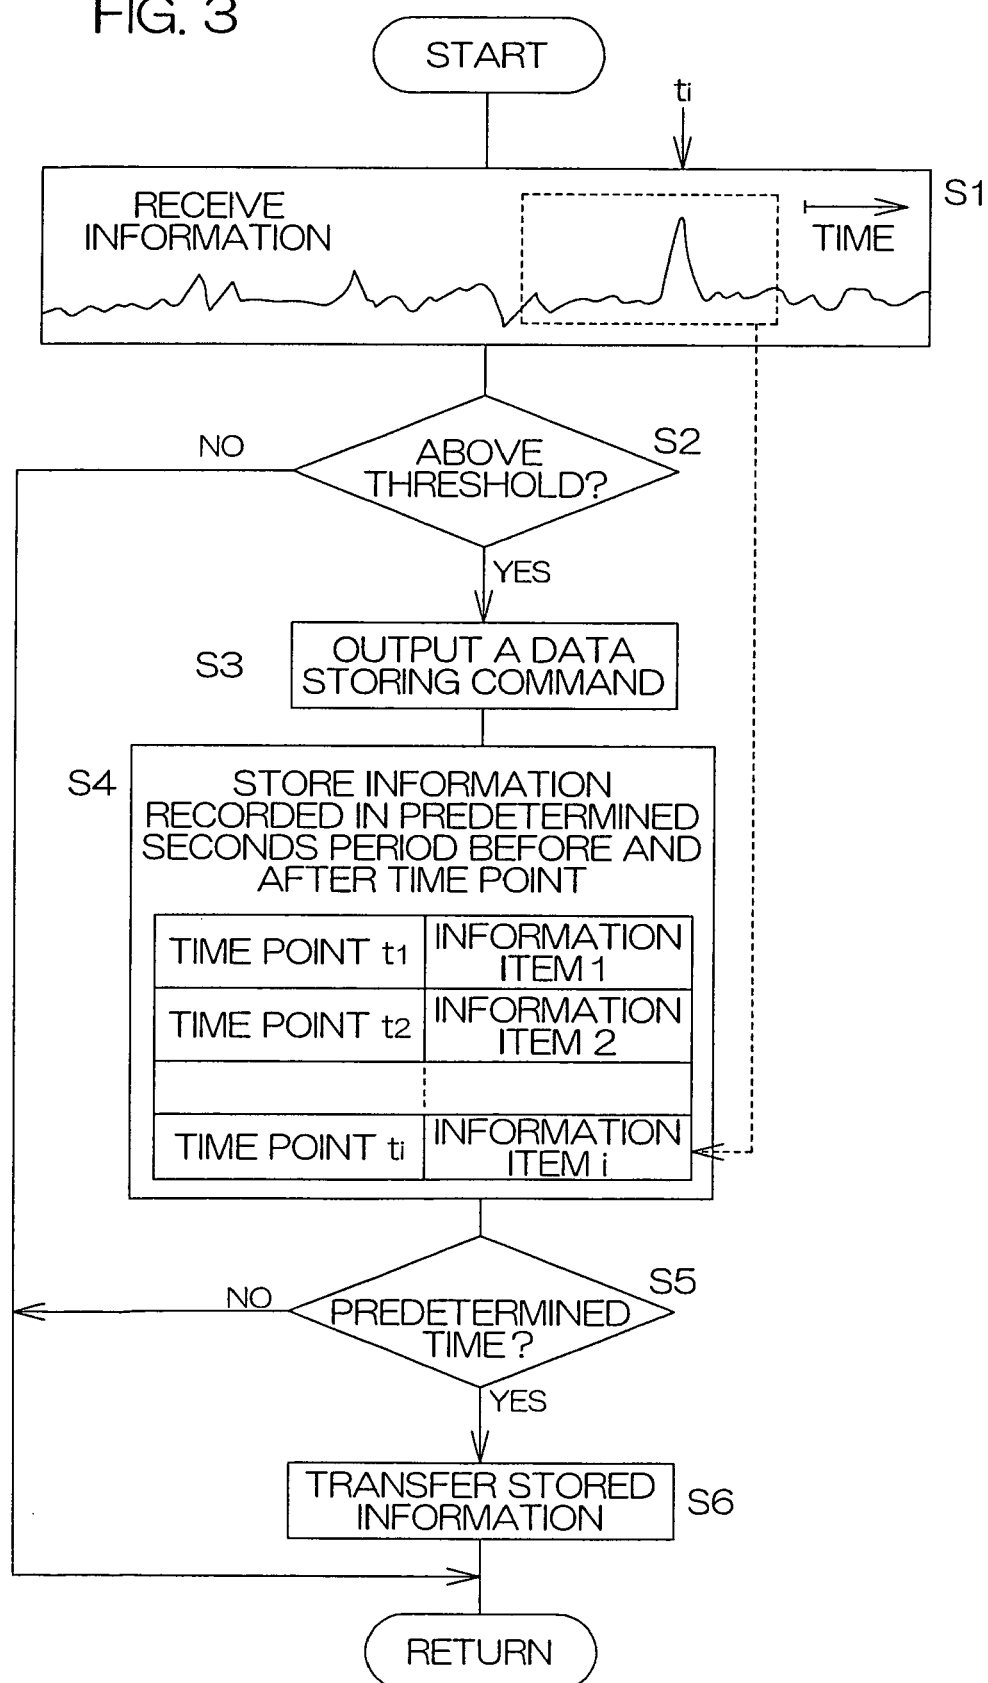 FIG. 3
START
ti
S1
RECEIVE
INFORMATION
TIME
NO
ABOVE
THRESHOLD?
S2
YES
S3
OUTPUT A DATA
STORING COMMAND
S4
STORE INFORMATION
RECORDED IN PREDETERMINED
SECONDS PERIOD BEFORE AND
AFTER TIME POINT
TIME POINT t1
INFORMATION
ITEM 1
TIME POINT t2
INFORMATION
ITEM 2
TIME POINT ti
INFORMATION
ITEM i
NO
S5
PREDETERMINED
TIME?
YES
TRANSFER STORED
INFORMATION
S6
RETURN